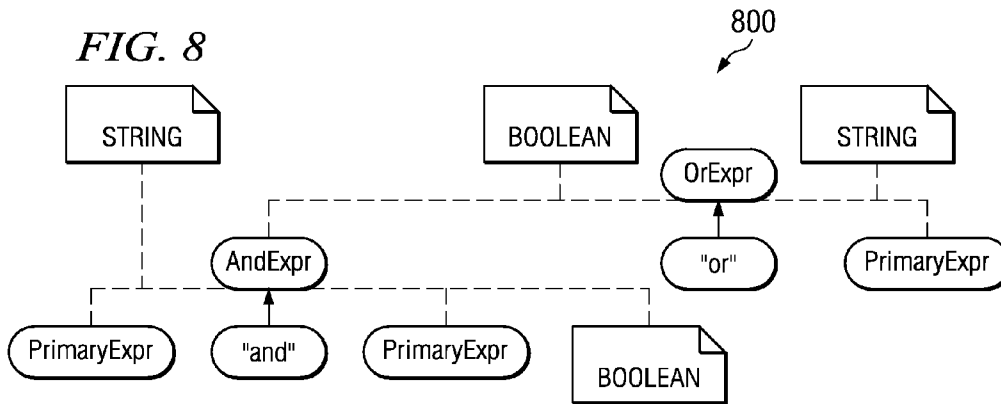 FIG. 8
800
STRING
BOOLEAN
STRING
OrExpr
AndExpr
"or"
PrimaryExpr
PrimaryExpr
"and"
PrimaryExpr
BOOLEAN